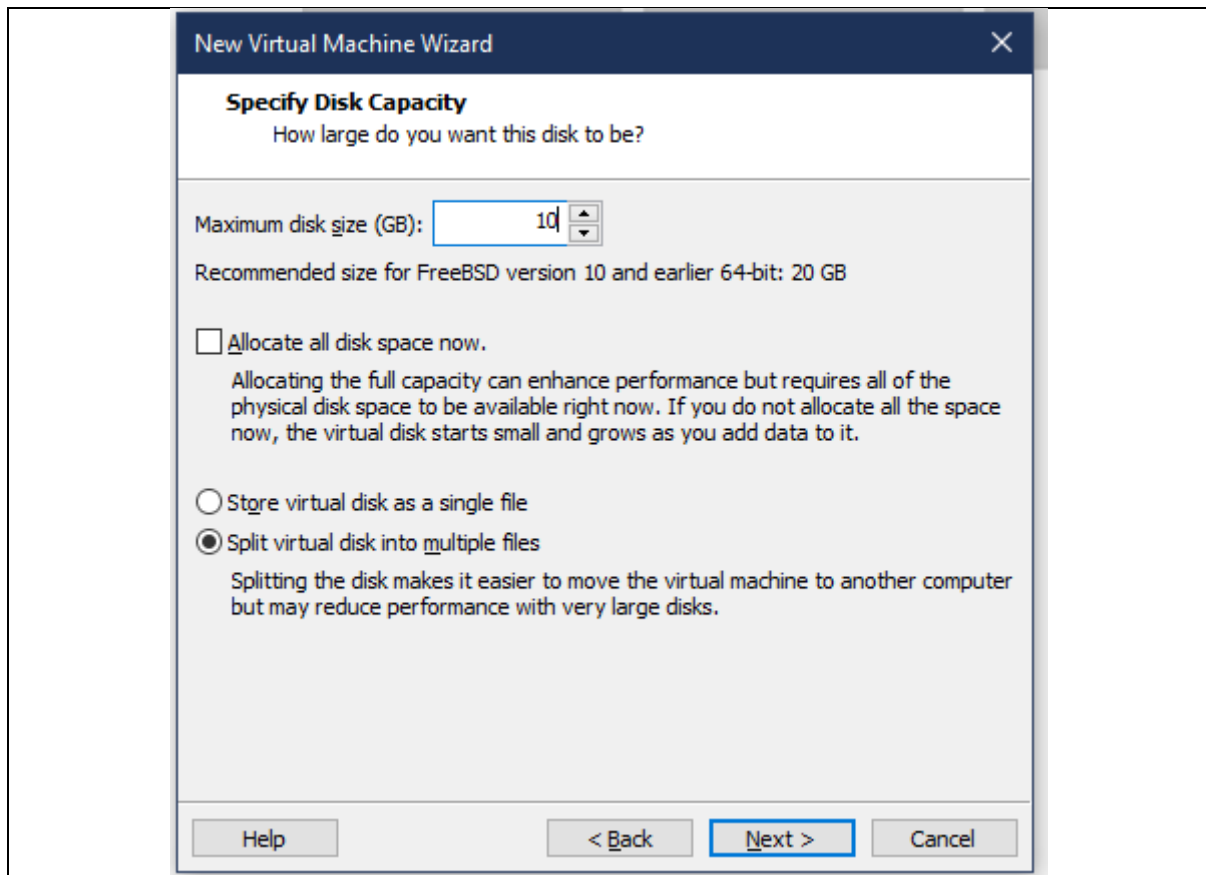 New Virtual Machine Wizard
Specify Disk Capacity
How large do you want this disk to be?
Maximum disk size (GB): 10
Recommended size for FreeBSD version 10 and earlier 64-bit: 20 GB
Allocate all disk space now.
Allocating the full capacity can enhance performance but requires all of the
physical disk space to be available right now. If you do not allocate all the space
now, the virtual disk starts small and grows as you add data to it.
Store virtual disk as a single file
Split virtual disk into multiple files
Splitting the disk makes it easier to move the virtual machine to another computer
but may reduce performance with very large disks.
Help < Back Next > Cancel